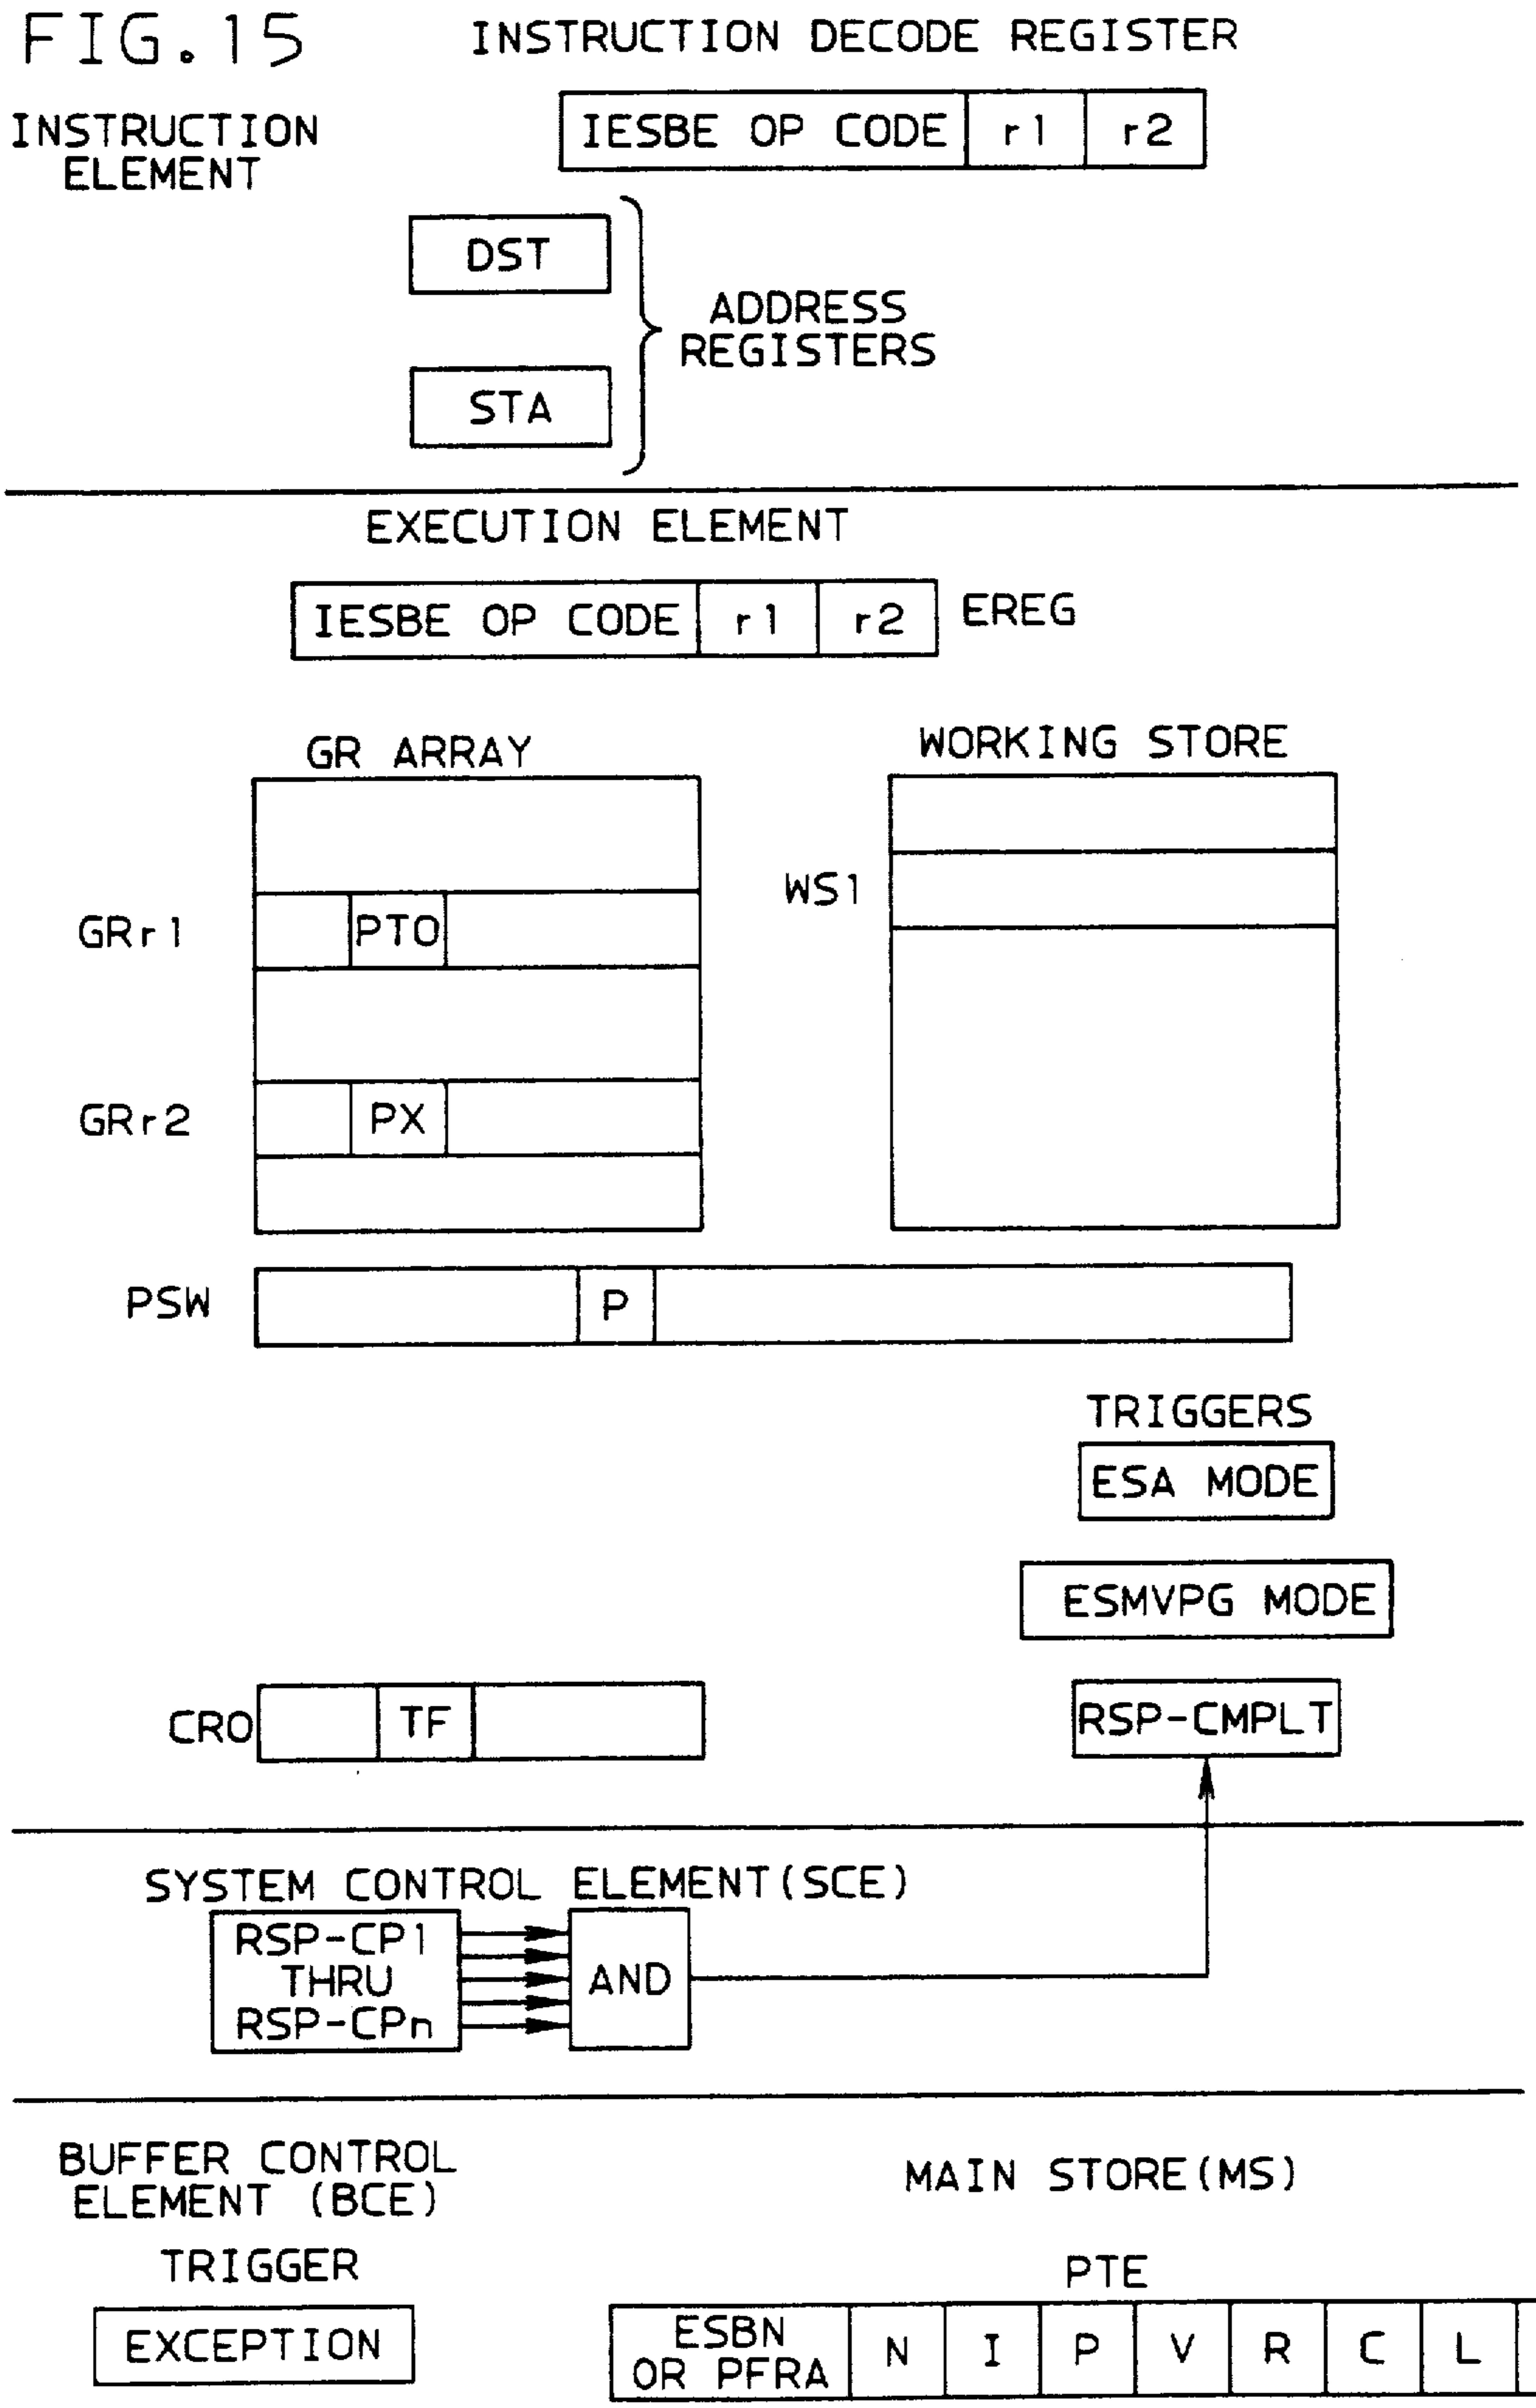 FIG.15
INSTRUCTION DECODE REGISTER
INSTRUCTION
ELEMENT
IESBE OP CODE r1 r2
DST
ADDRESS
REGISTERS
STA
EXECUTION ELEMENT
IESBE OP CODE r1 r2 EREG
GR ARRAY
WORKING STORE
WS1
GRr1 PTO
GRr2 PX
PSW P
TRIGGERS
ESA MODE
ESMVPG MODE
CR0 TF
RSP-CMPLT
SYSTEM CONTROL ELEMENT(SCE)
RSP-CP1
THRU
RSP-CPn
AND
BUFFER CONTROL
ELEMENT (BCE)
MAIN STORE(MS)
TRIGGER
PTE
EXCEPTION
ESBN
OR PFRA
N I P V R C L